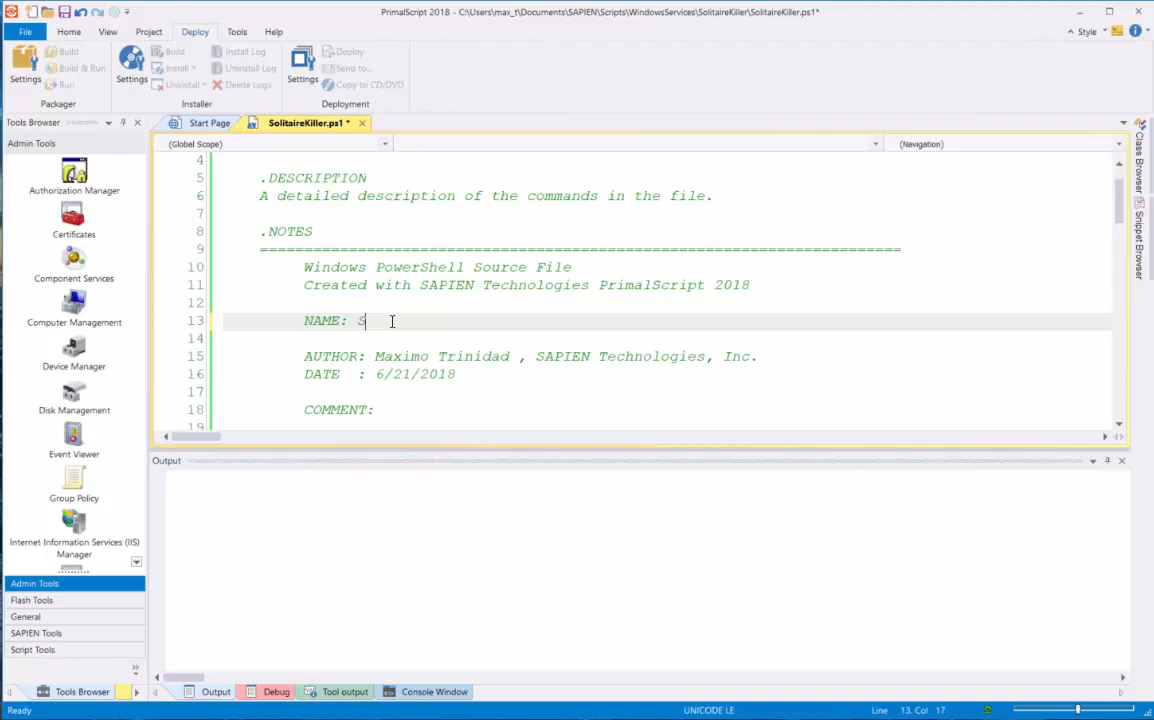 PrimalScript 2018 - C:\Users\max_t\Documents\SAPIEN\Scripts\WindowsServices\SolitaireKiller\SolitaireKiller.ps1*
File Home View Project Deploy Tools Help Style
Build Build Install Log Deploy
Settings Build & Run Settings Install Uninstall Log Settings Send to...
Run Uninstall Delete Logs Copy to CD/DVD
Packager Installer Deployment
Tools Browser Start Page SolitaireKiller.ps1 *
Admin Tools (Global Scope) (Navigation)
Authorization Manager
Certificates
Component Services
Computer Management
Device Manager
Disk Management
Event Viewer
Group Policy
Internet Information Services (IIS)
Manager
Admin Tools
Flash Tools
General
SAPIEN Tools
Script Tools
4
5 .DESCRIPTION
6 A detailed description of the commands in the file.
7
8 .NOTES
9 ========================================================================
10 Windows PowerShell Source File
11 Created with SAPIEN Technologies PrimalScript 2018
12
13 NAME: S
14
15 AUTHOR: Maximo Trinidad , SAPIEN Technologies, Inc.
16 DATE  : 6/21/2018
17
18 COMMENT:
19
Output
Class Browser
Snippet Browser
Tools Browser Output Debug Tool output Console Window
Ready UNICODE LE Line 13, Col 17